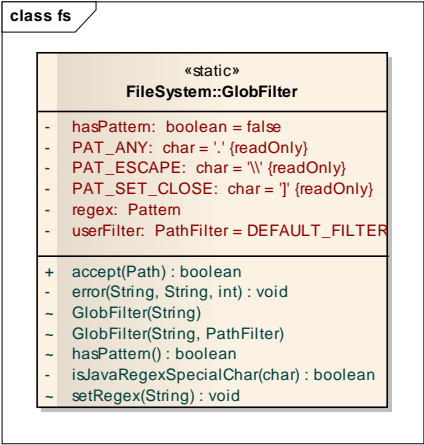 class fs
«static»
FileSystem::GlobFilter
- hasPattern: boolean = false
- PAT_ANY: char = '.' {readOnly}
- PAT_ESCAPE: char = '\\' {readOnly}
- PAT_SET_CLOSE: char = ']' {readOnly}
- regex: Pattern
- userFilter: PathFilter = DEFAULT_FILTER
+ accept(Path) : boolean
- error(String, String, int) : void
~ GlobFilter(String)
~ GlobFilter(String, PathFilter)
~ hasPattern() : boolean
- isJavaRegexSpecialChar(char) : boolean
~ setRegex(String) : void